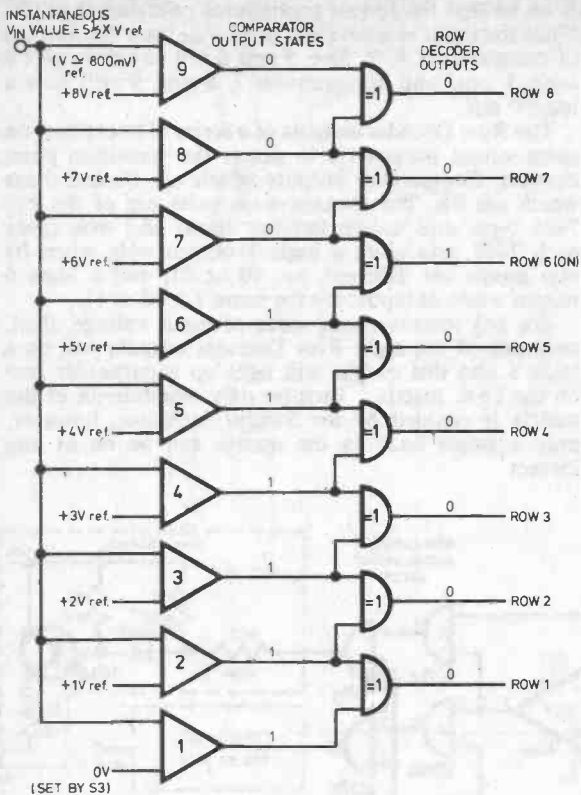 INSTANTANEOUS
VIN VALUE = 5½ X V ref.
COMPARATOR
OUTPUT STATES
ROW
DECODER
OUTPUTS
(V ≃ 800mV)
ref.
+8V ref.
9
0
=1
0
ROW 8
+7V ref.
8
0
=1
0
ROW 7
+6V ref.
7
0
=1
1
ROW 6 (ON)
+5V ref.
6
1
=1
0
ROW 5
+4V ref.
5
1
=1
0
ROW 4
+3V ref.
4
1
=1
0
ROW 3
+2V ref.
3
1
=1
0
ROW 2
+1V ref.
2
1
=1
0
ROW 1
0V
1
1
(SET BY S3)